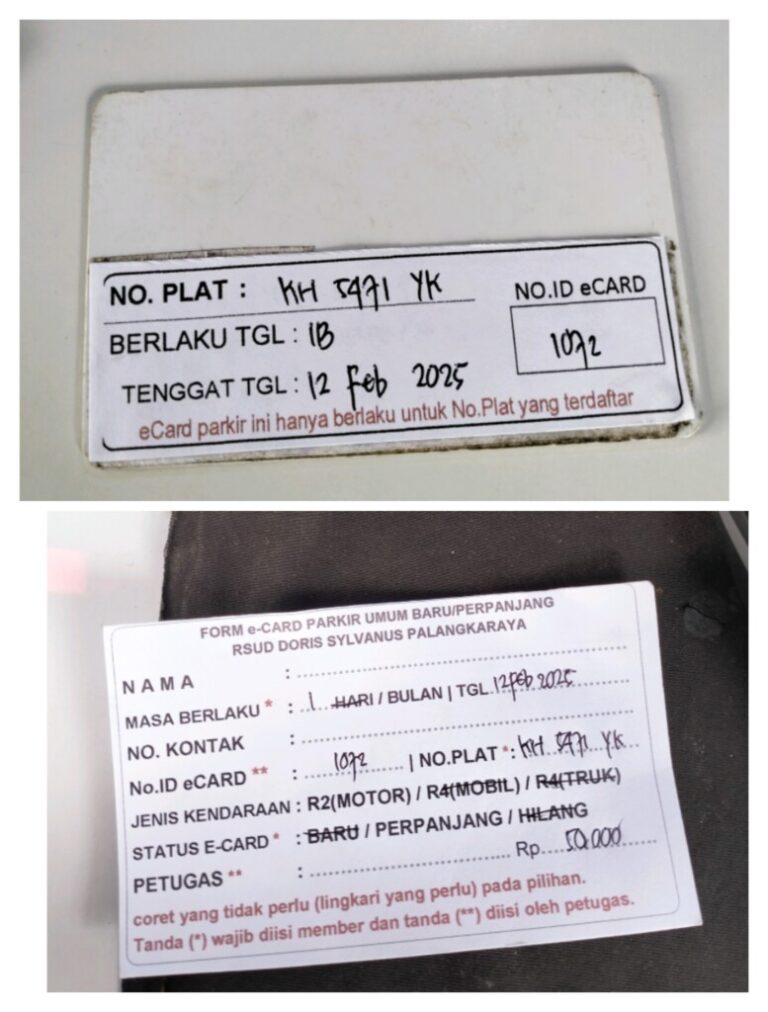 NO. PLAT : KH 5471 YK
NO.ID eCARD
BERLAKU TGL : 1B
1072
TENGGAT TGL : 12 Feb 2025
eCard parkir ini hanya berlaku untuk No.Plat yang terdaftar
FORM e-CARD PARKIR UMUM BARU/PERPANJANG
RSUD DORIS SYLVANUS PALANGKARAYA
NAMA :
MASA BERLAKU * : 1 HARI / BULAN | TGL 12 Feb 2025
NO. KONTAK :
No.ID eCARD ** : 1072 | NO.PLAT * : KH 5471 YK
JENIS KENDARAAN : R2(MOTOR) / R4(MOBIL) / R4(TRUK)
STATUS E-CARD * : BARU / PERPANJANG / HILANG
PETUGAS ** : Rp. 50.000
coret yang tidak perlu (lingkari yang perlu) pada pilihan.
Tanda (*) wajib diisi member dan tanda (**) diisi oleh petugas.